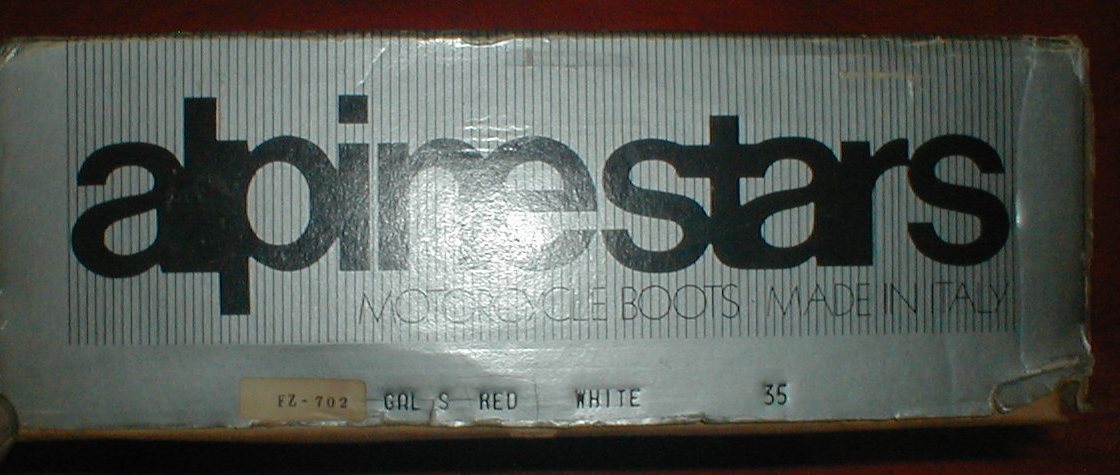 alpinestars
MOTORCYCLE BOOTS · MADE IN ITALY
FZ-702 GAL S RED WHITE 35